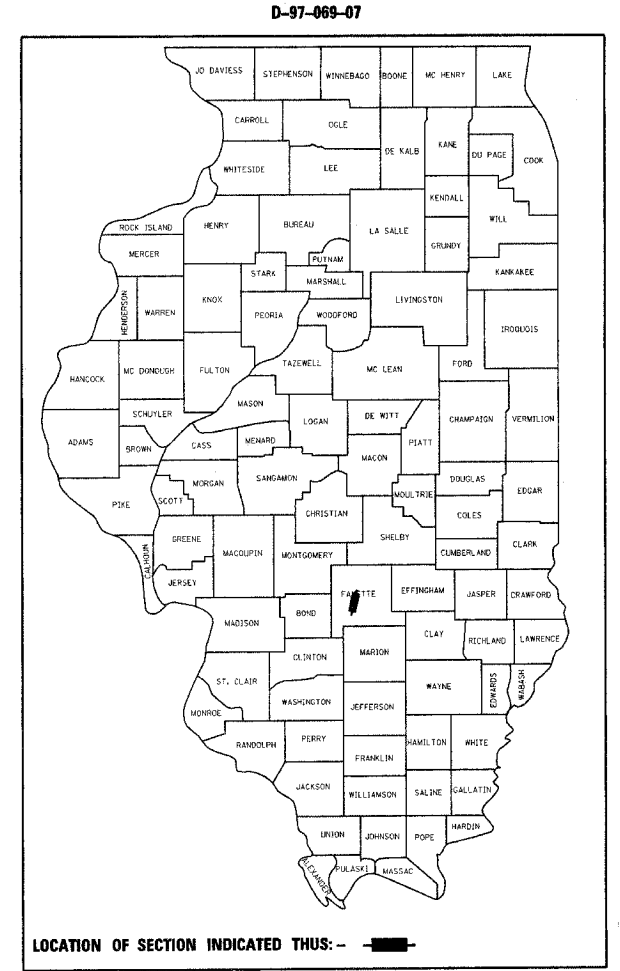 D-97-069-07
JO DAVIESS STEPHENSON WINNEBAGO BOONE MC HENRY LAKE
CARROLL OGLE
DE KALB KANE DU PAGE COOK
WHITESIDE LEE
KENDALL
ROCK ISLAND HENRY BUREAU LA SALLE WILL
MERCER PUTNAM GRUNDY
STARK MARSHALL KANKAKEE
HENDERSON WARREN KNOX PEORIA WOODFORD LIVINGSTON IROQUOIS
HANCOCK MC DONOUGH FULTON TAZEWELL MC LEAN FORD
SCHUYLER MASON LOGAN DE WITT CHAMPAIGN VERMILION
ADAMS BROWN CASS MENARD MACON PIATT
PIKE SCOTT MORGAN SANGAMON MOULTRIE DOUGLAS EDGAR
CHRISTIAN COLES
CALHOUN GREENE MACOUPIN MONTGOMERY SHELBY CUMBERLAND CLARK
JERSEY EFFINGHAM JASPER CRAWFORD
MADISON BOND CLAY RICHLAND LAWRENCE
CLINTON MARION
ST. CLAIR WAYNE EDWARDS WABASH
MONROE WASHINGTON JEFFERSON
RANDOLPH PERRY HAMILTON WHITE
FRANKLIN
JACKSON WILLIAMSON SALINE GALLATIN
UNION JOHNSON POPE HARDIN
ALEXANDER PULASKI MASSAC
LOCATION OF SECTION INDICATED THUS:-